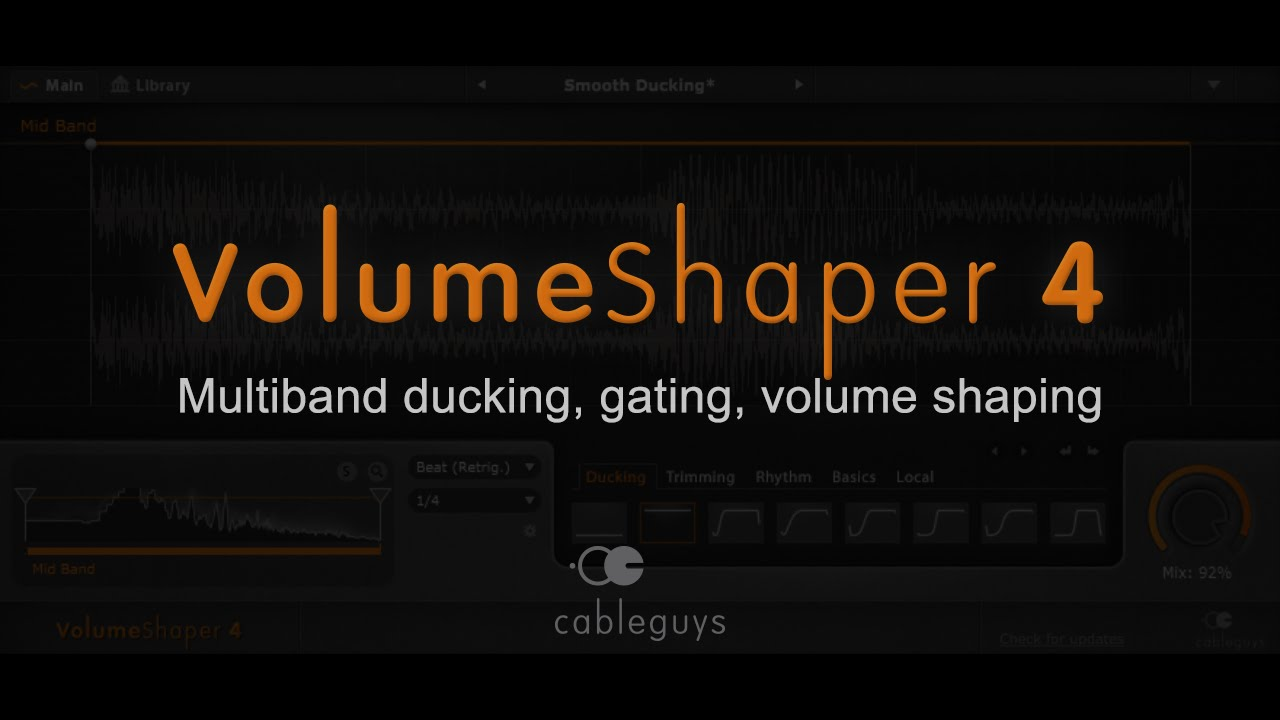 Main Library Smooth Ducking*
Mid Band
VolumeShaper 4
Multiband ducking, gating, volume shaping
S
Beat (Retrig.)
1/4
Ducking Trimming Rhythm Basics Local
Mid Band
Mix: 92%
cableguys
VolumeShaper 4
Check for updates
cableguys